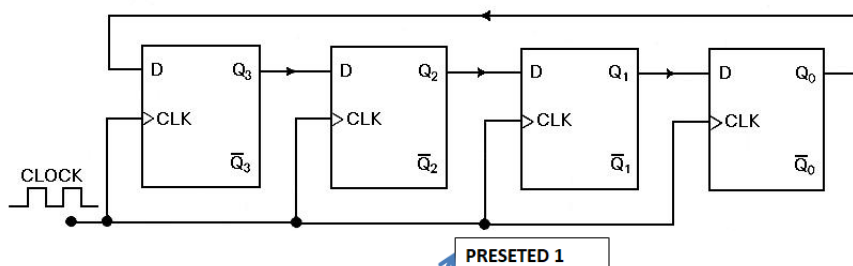 D Q₃ D Q₂ D Q₁ D Q₀
CLK CLK CLK CLK
Q̅₃ Q̅₂ Q̅₁ Q̅₀
CLOCK
PRESETED 1